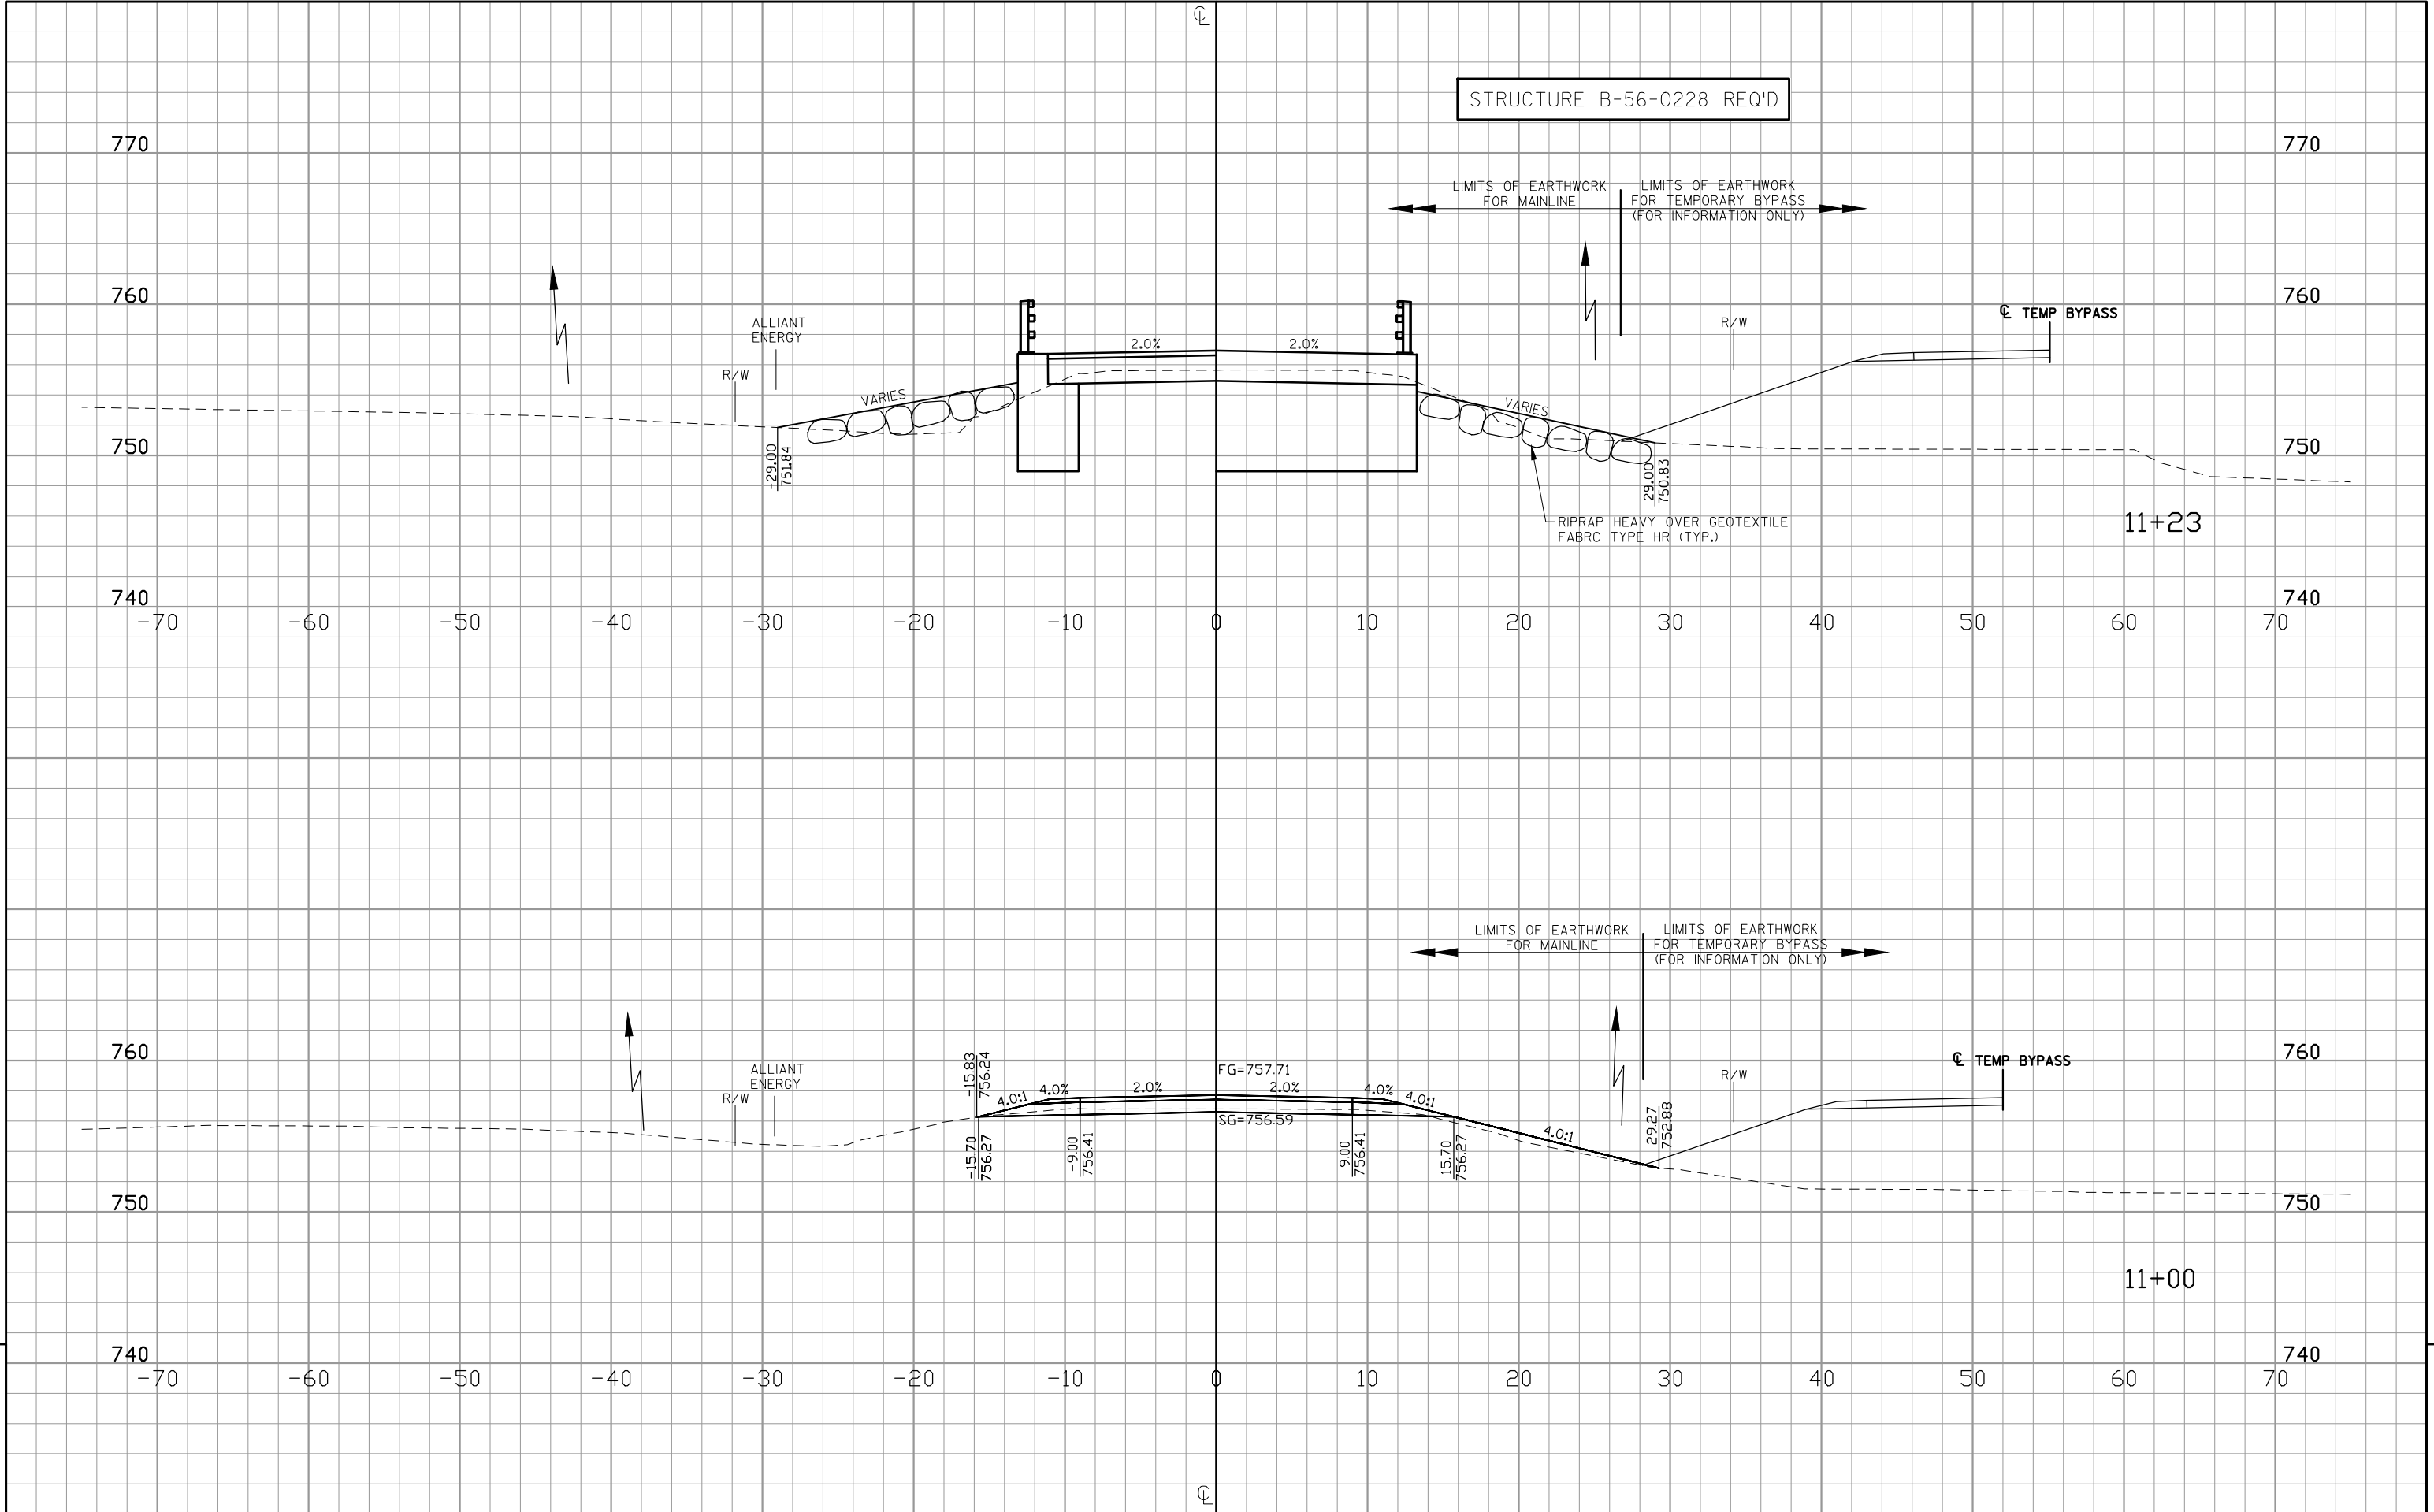 ℄
STRUCTURE B-56-0228 REQ'D
770 770
LIMITS OF EARTHWORK
FOR MAINLINE
LIMITS OF EARTHWORK
FOR TEMPORARY BYPASS
(FOR INFORMATION ONLY)
760 760
℄ TEMP BYPASS
ALLIANT
ENERGY
R/W
2.0% 2.0%
R/W
VARIES
VARIES
750 750
-29.00
751.84
29.00
750.83
RIPRAP HEAVY OVER GEOTEXTILE
FABRC TYPE HR (TYP.)
11+23
740 740
-70 -60 -50 -40 -30 -20 -10 0 10 20 30 40 50 60 70
LIMITS OF EARTHWORK
FOR MAINLINE
LIMITS OF EARTHWORK
FOR TEMPORARY BYPASS
(FOR INFORMATION ONLY)
760 760
℄ TEMP BYPASS
ALLIANT
ENERGY
R/W
-15.83
756.24
FG=757.71
4.0:1 4.0% 2.0% 2.0% 4.0% 4.0:1
R/W
SG=756.59
4.0:1
29.27
752.88
-15.70
756.27
-9.00
756.41
9.00
756.41
15.70
756.27
750 750
11+00
740 740
-70 -60 -50 -40 -30 -20 -10 0 10 20 30 40 50 60 70
℄